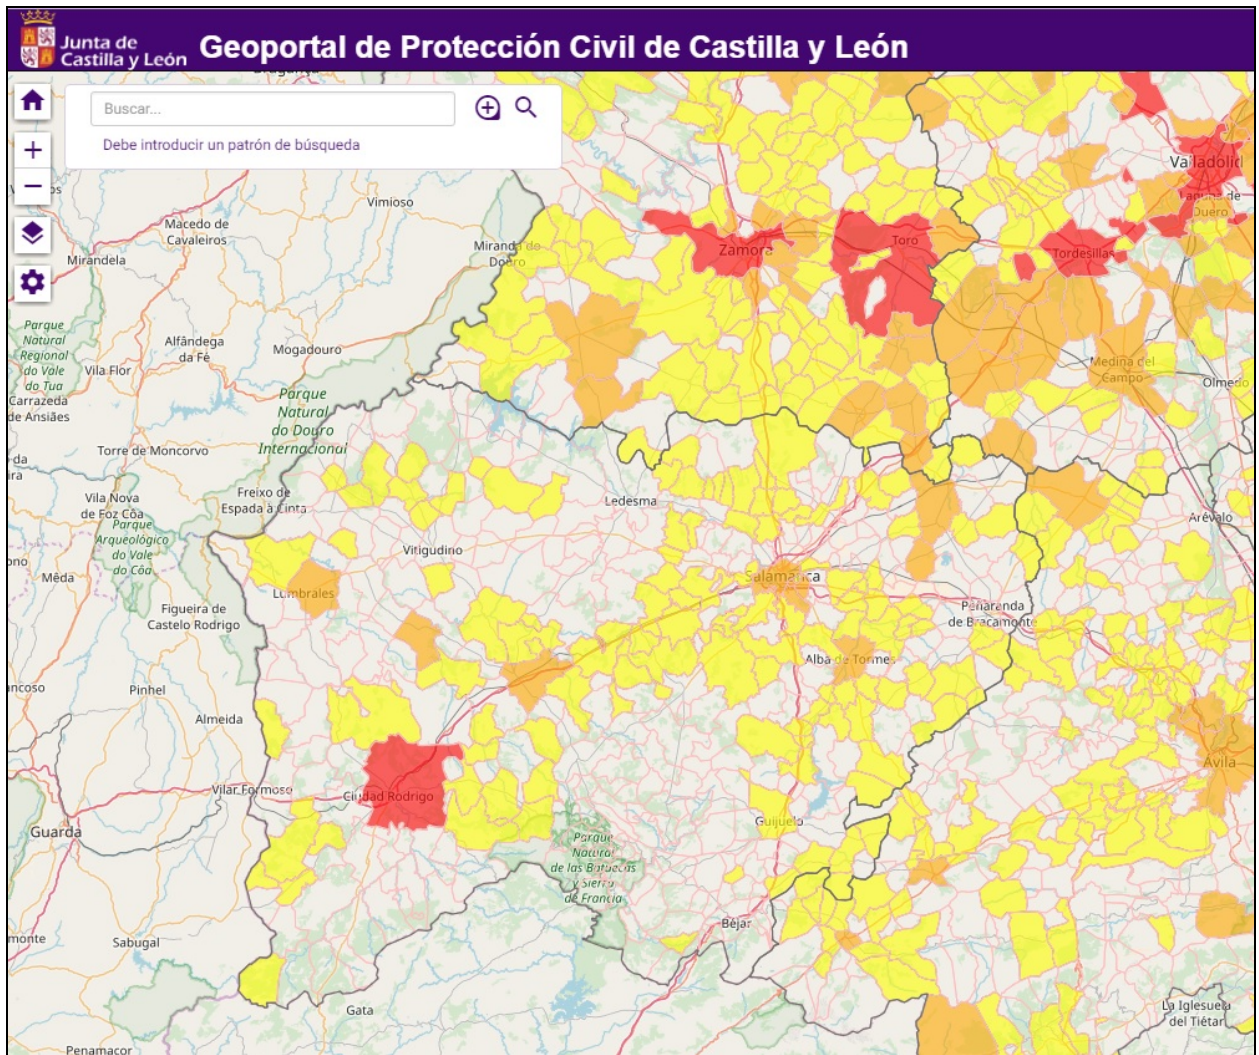 Junta de
Castilla y León
Geoportal de Protección Civil de Castilla y León
Buscar...
Debe introducir un patrón de búsqueda
Vimioso
Macedo de
Cavaleiros
Mirandela
Miranda do
Douro
Zamora
Toro
Tordesillas
Valladolid
Laguna de
Duero
Parque
Natural
Regional
do Vale
do Tua
Carrazeda
de Ansiães
Alfândega
da Fé
Mogadouro
Vila Flor
Parque
Natural
do Douro
Internacional
Medina del
Campo
Olmedo
Torre de Moncorvo
Vila Nova
de Foz Côa
Freixo de
Espada à Cinta
Parque
Arqueológico
do Vale
do Côa
Ledesma
Arévalo
Vitigudino
Mêda
Lumbrales
Salamanca
Figueira de
Castelo Rodrigo
Peñaranda
de Bracamonte
Alba de Tormes
Pinhel
Almeida
Ávila
Vilar Formoso
Ciudad Rodrigo
Guijuelo
Guarda
Parque
Natural
de las Batuecas
y Sierra
de Francia
Béjar
Sabugal
Gata
La Iglesuela
del Tiétar
Penamacor